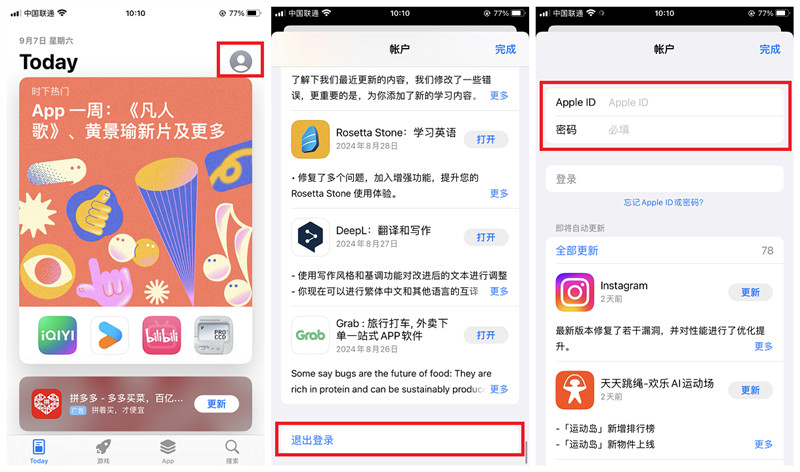 中国联通
10:10
77%
9月7日 星期六
Today
时下热门
App 一周：《凡人
歌》、黄景瑜新片及更多
iQIYI
bilibili
PRO
CCD
拼多多 - 多多买菜，百亿...
广告 拼着买，才便宜
更新
Today
游戏
App
搜索
中国联通
10:10
77%
帐户
完成
了解下我们最近更新的内容，我们修改了一些错
误，更重要的是，为你添加了新的学习内容。 更多
Rosetta Stone：学习英语
2024年8月28日
打开
• 修复了多个问题，加入增强功能，提升您的
Rosetta Stone 使用体验。 更多
DeepL：翻译和写作
2024年8月27日
打开
- 使用写作风格和基调功能对改进后的文本进行调整
- 你现在可以进行繁体中文和其他语言的互译 更多
Grab
Grab : 旅行打车, 外卖下
单一站式 APP软件
2024年8月26日
打开
Some say bugs are the future of food: They are
rich in protein and can be sustainably produc 更多
退出登录
中国联通
10:10
77%
帐户
完成
Apple ID Apple ID
密码 必填
登录
忘记 Apple ID 或密码？
即将自动更新
全部更新 78
Instagram
2天前
更新
最新版本修复了若干漏洞，并对性能进行了优化提
升。 更多
天天跳绳-欢乐AI运动场
2天前
更新
-「运动岛」新增排行榜
-「运动岛」新物件上线 更多